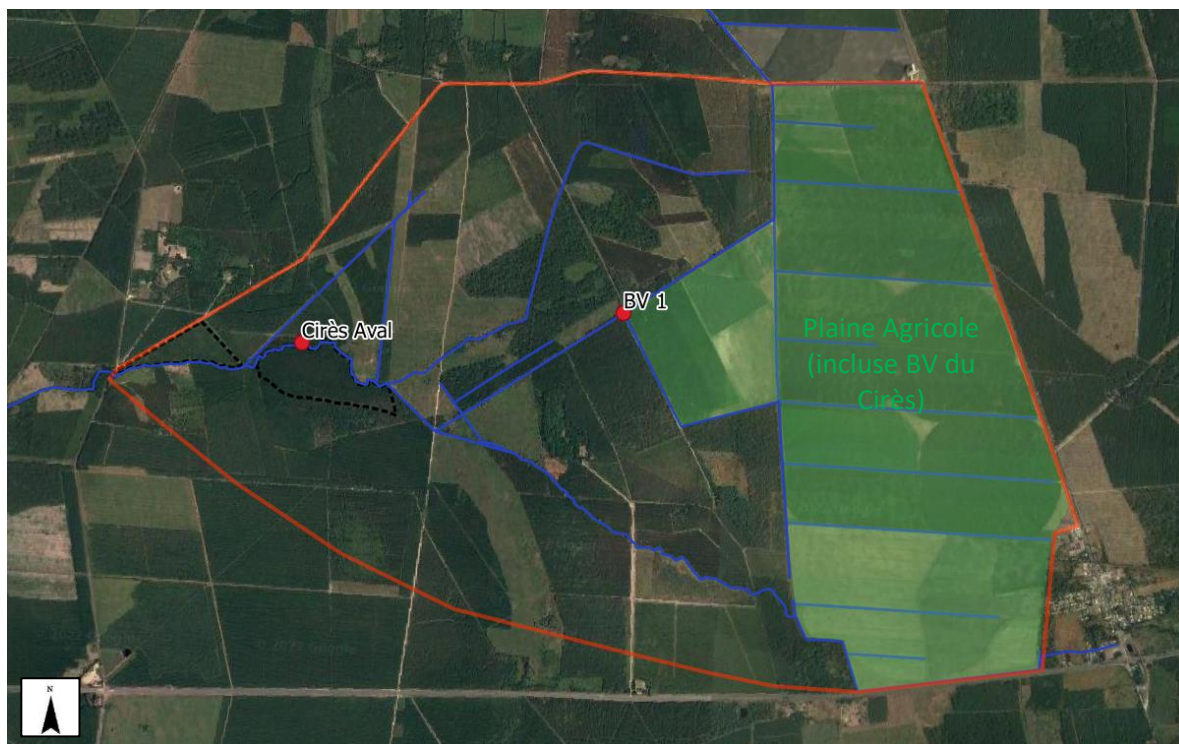 BV 1
Cirès Aval
Plaine Agricole
(incluse BV du
Cirès)
N